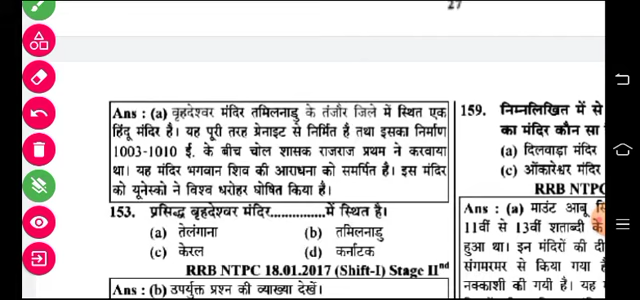 27
Ans : (a) वृहदेश्वर मंदिर तमिलनाडु के तंजौर जिले में स्थित एक
हिंदू मंदिर है। यह पूरी तरह ग्रेनाइट से निर्मित है तथा इसका निर्माण
1003-1010 ई. के बीच चोल शासक राजराज प्रथम ने करवाया
था। यह मंदिर भगवान शिव की आराधना को समर्पित है। इस मंदिर
को यूनेस्को ने विश्व धरोहर घोषित किया है।
153. प्रसिद्ध बृहदेश्वर मंदिर..............में स्थित है।
(a) तेलंगाना (b) तमिलनाडु
(c) केरल (d) कर्नाटक
RRB NTPC 18.01.2017 (Shift-I) Stage IInd
Ans : (b) उपर्युक्त प्रश्न की व्याख्या देखें।
159. निम्नलिखित में से
का मंदिर कौन सा
(a) दिलवाड़ा मंदिर
(c) ओंकारेश्वर मंदिर
RRB NTPC
Ans : (a) माउंट आबू
11वीं से 13वीं शताब्दी के
हुआ था। इन मंदिरों की दी
संगमरमर से किया गया है
नक्काशी की गयी है। यह